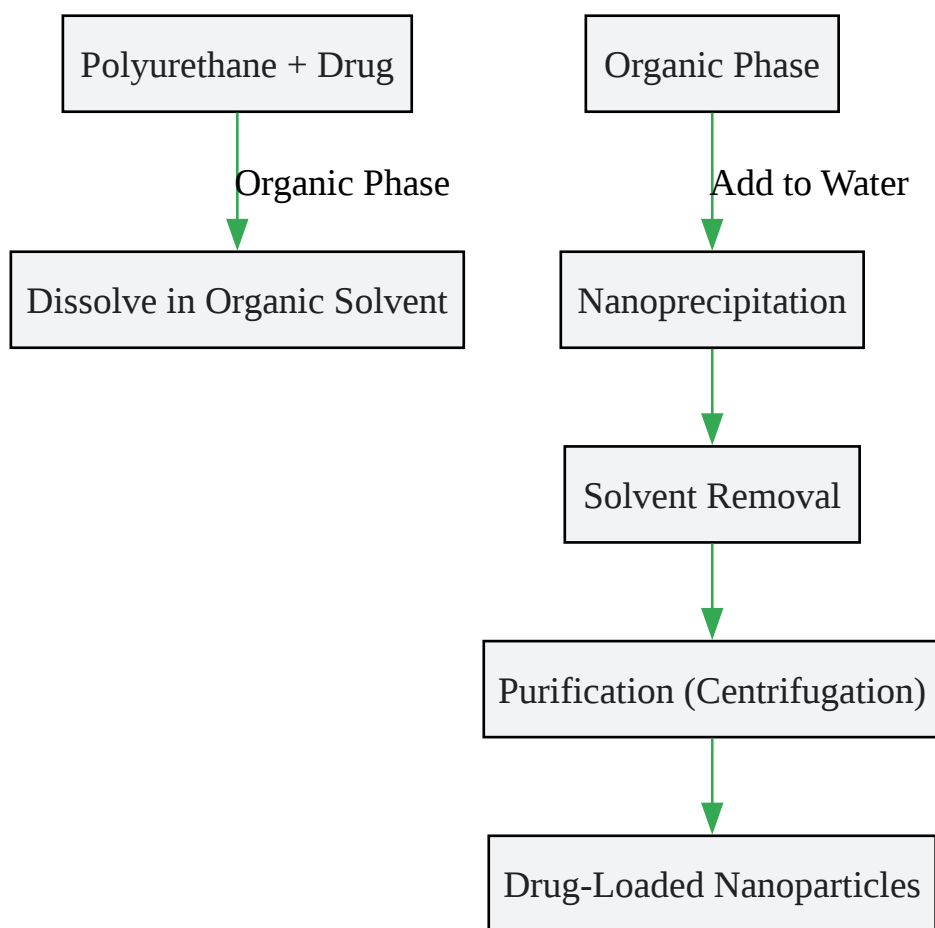 Polyurethane + Drug
Organic Phase
Organic Phase
Add to Water
Dissolve in Organic Solvent
Nanoprecipitation
Solvent Removal
Purification (Centrifugation)
Drug-Loaded Nanoparticles